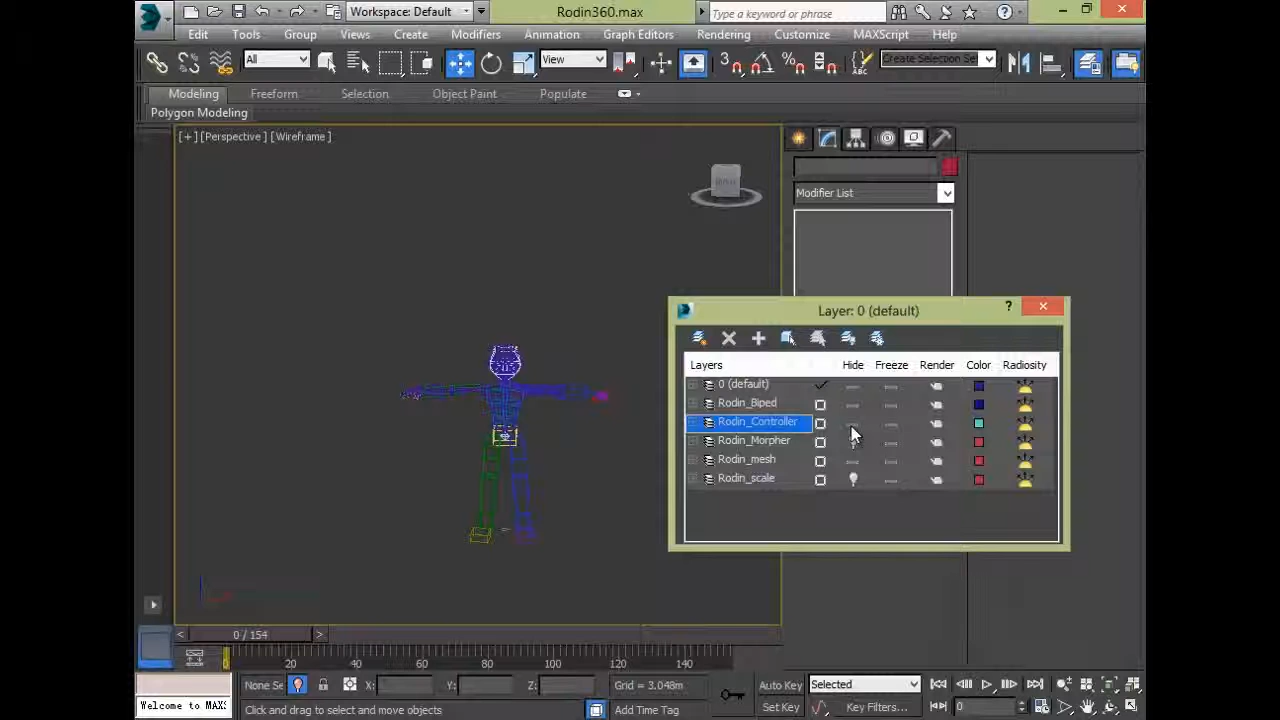 Workspace: Default
Rodin360.max
Type a keyword or phrase
Edit Tools Group Views Create Modifiers Animation Graph Editors Rendering Customize MAXScript Help
All
View
3
Create Selection Se
Modeling Freeform Selection Object Paint Populate
Polygon Modeling
[+][Perspective][Wireframe]
Modifier List
Layer: 0 (default)
?
Layers Hide Freeze Render Color Radiosity
0 (default)
Rodin_Biped
Rodin_Controller
Rodin_Morpher
Rodin_mesh
Rodin_scale
< 0 / 154 >
0 20 40 60 80 100 120 140
None Se X: Y: Z: Grid = 3.048m Auto Key Selected
Welcome to MAX: Click and drag to select and move objects Add Time Tag Set Key Key Filters... 0